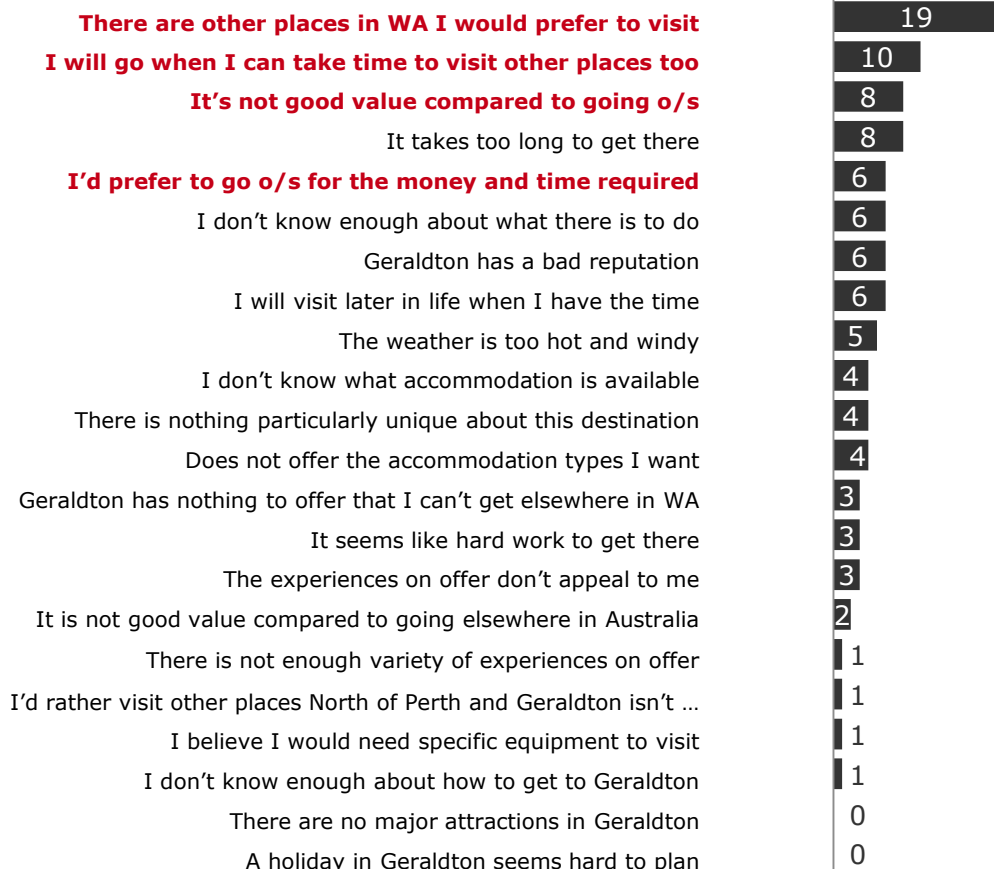 There are other places in WA I would prefer to visit 19
I will go when I can take time to visit other places too 10
It’s not good value compared to going o/s 8
It takes too long to get there 8
I’d prefer to go o/s for the money and time required 6
I don’t know enough about what there is to do 6
Geraldton has a bad reputation 6
I will visit later in life when I have the time 6
The weather is too hot and windy 5
I don’t know what accommodation is available 4
There is nothing particularly unique about this destination 4
Does not offer the accommodation types I want 4
Geraldton has nothing to offer that I can’t get elsewhere in WA 3
It seems like hard work to get there 3
The experiences on offer don’t appeal to me 3
It is not good value compared to going elsewhere in Australia 2
There is not enough variety of experiences on offer 1
I’d rather visit other places North of Perth and Geraldton isn’t … 1
I believe I would need specific equipment to visit 1
I don’t know enough about how to get to Geraldton 1
There are no major attractions in Geraldton 0
A holiday in Geraldton seems hard to plan 0